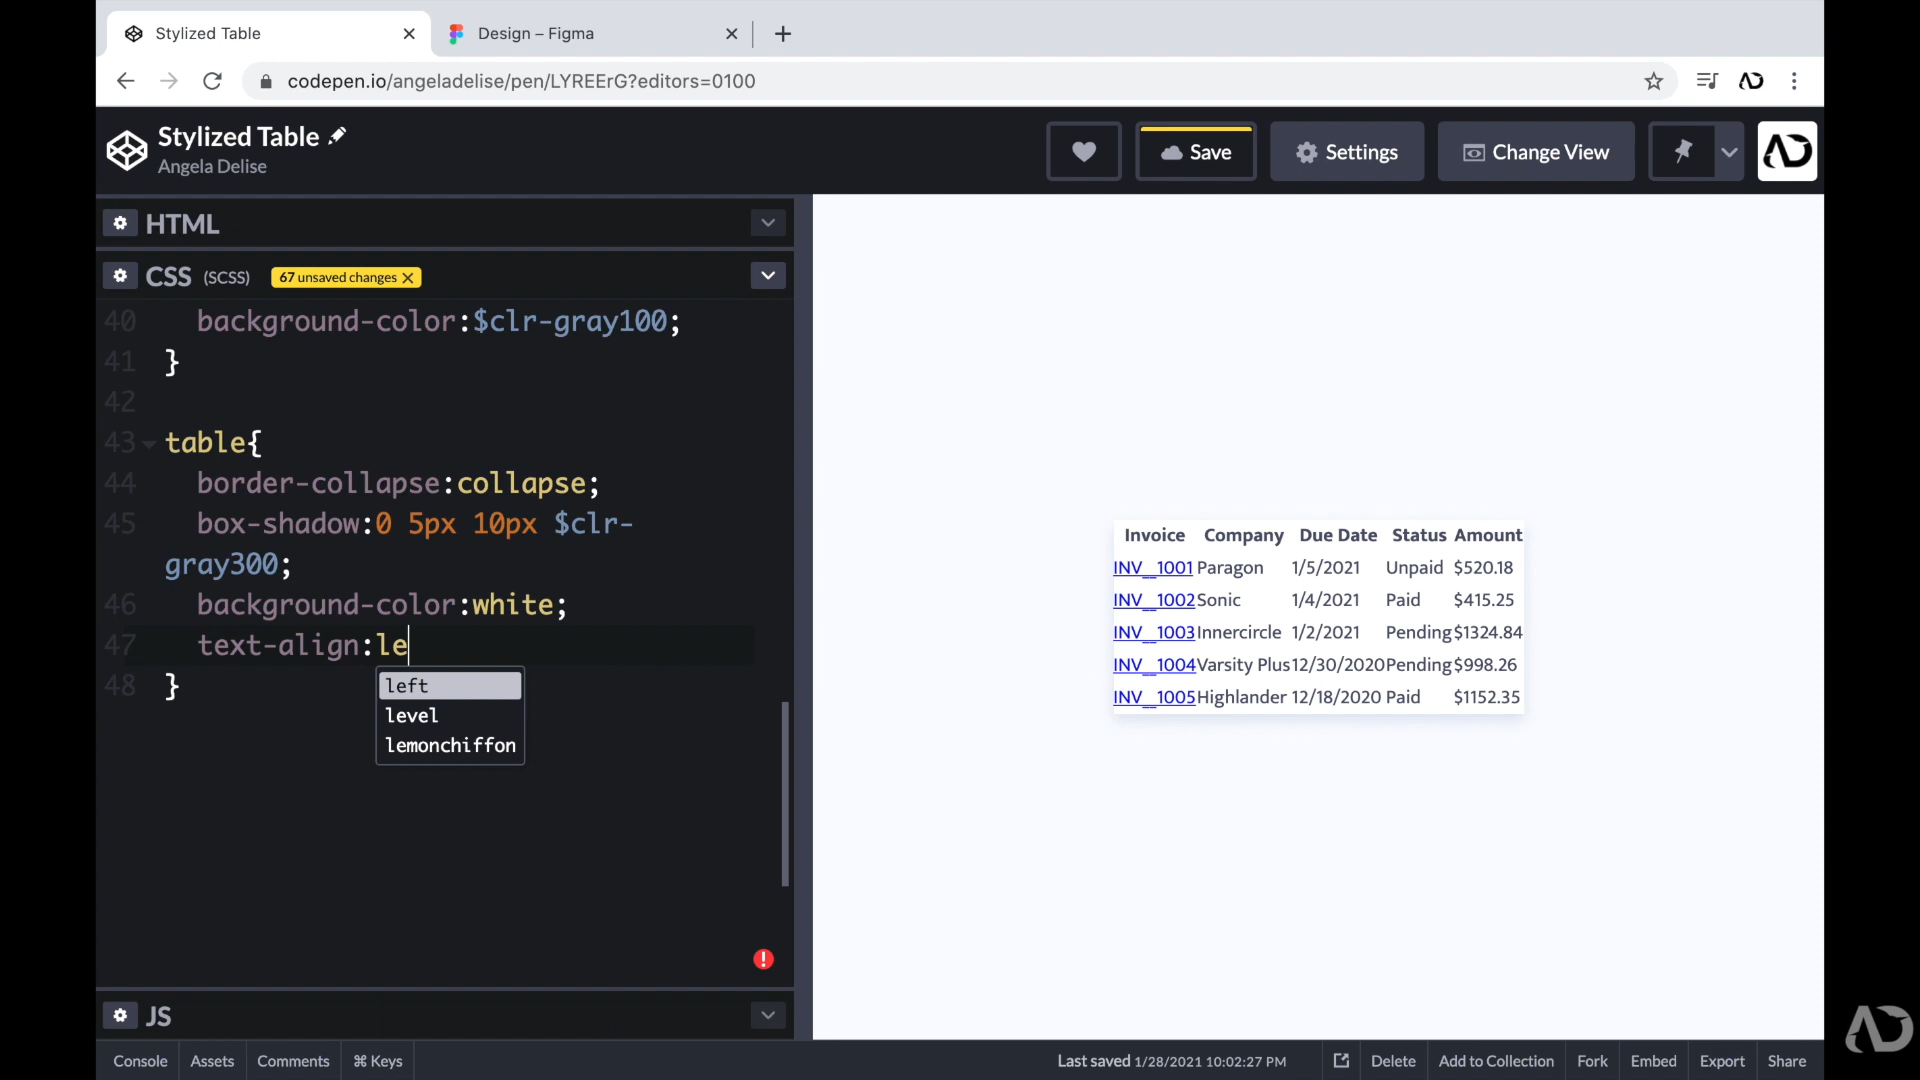 Stylized Table
Design – Figma
codepen.io/angeladelise/pen/LYREErG?editors=0100
Stylized Table
Angela Delise
Save
Settings
Change View
HTML
CSS (SCSS) 67 unsaved changes
40 background-color:$clr-gray100;
41 }
42
43 table{
44 border-collapse:collapse;
45 box-shadow:0 5px 10px $clr-
gray300;
46 background-color:white;
47 text-align:le
48 }
left
level
lemonchiffon
Invoice Company Due Date Status Amount
INV__1001 Paragon 1/5/2021 Unpaid $520.18
INV__1002 Sonic 1/4/2021 Paid $415.25
INV__1003 Innercircle 1/2/2021 Pending $1324.84
INV__1004 Varsity Plus 12/30/2020 Pending $998.26
INV__1005 Highlander 12/18/2020 Paid $1152.35
JS
Console Assets Comments ⌘ Keys
Last saved 1/28/2021 10:02:27 PM
Delete Add to Collection Fork Embed Export Share